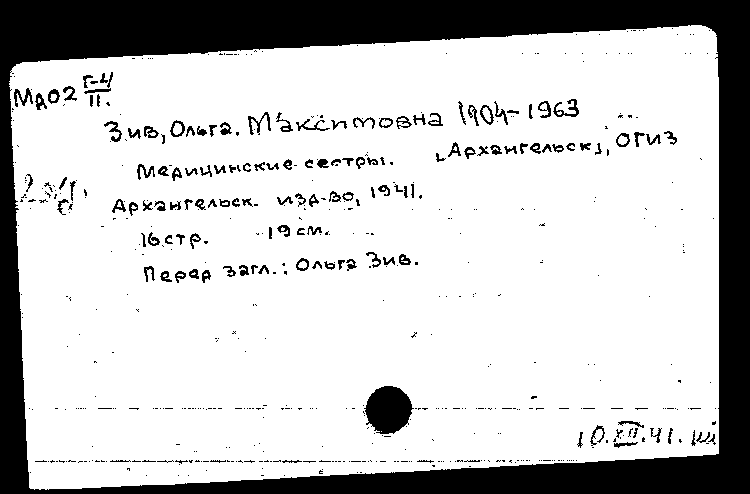 МА02 Г-4/II.
Зив, Ольга. Максимовна 1904-1963
Медицинские сестры. [Архангельск], ОГИЗ
Архангельск. изд-во, 1941.
16 стр. 19 см.
Перед загл.: Ольга Зив.
10.XII.41.